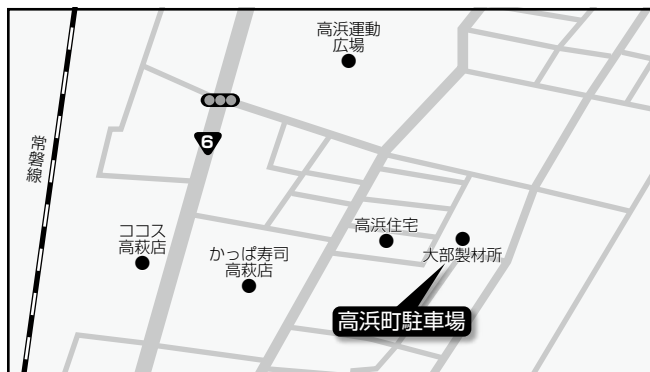 高浜運動
広場
6
常磐線
高浜住宅
ココス
高萩店
かっぱ寿司
高萩店
大部製材所
高浜町駐車場